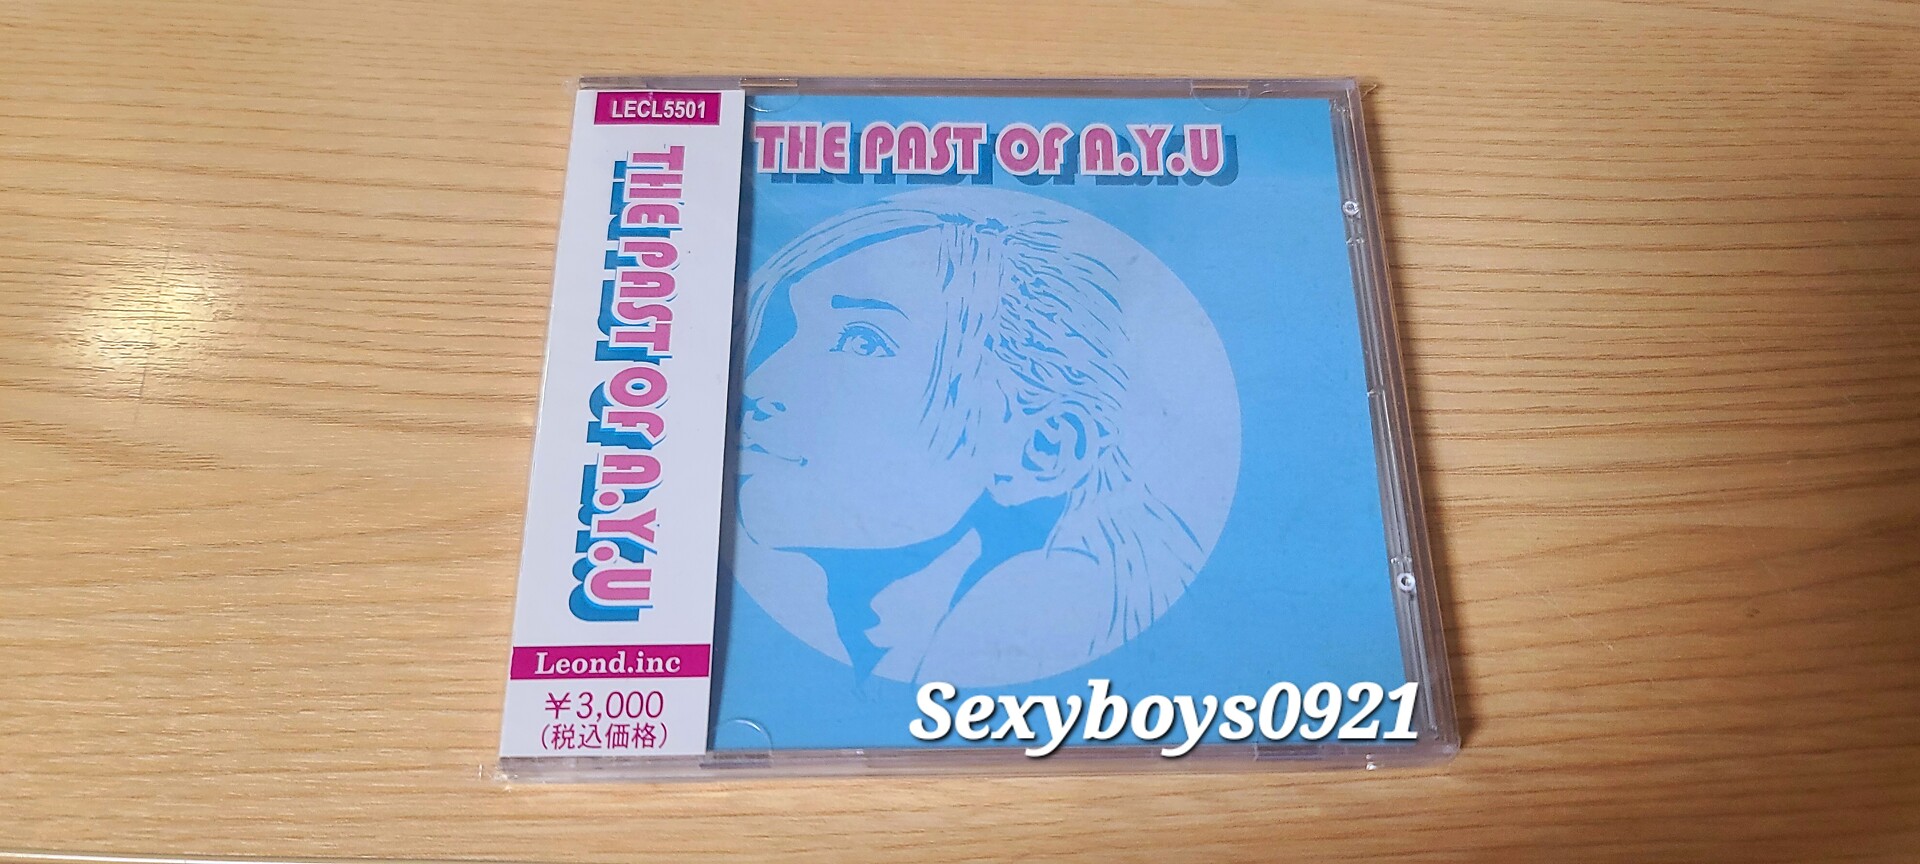 LECL5501
THE PAST OF A.Y.U
Leond.inc
￥3,000
(税込価格)
THE PAST OF A.Y.U
Sexyboys0921